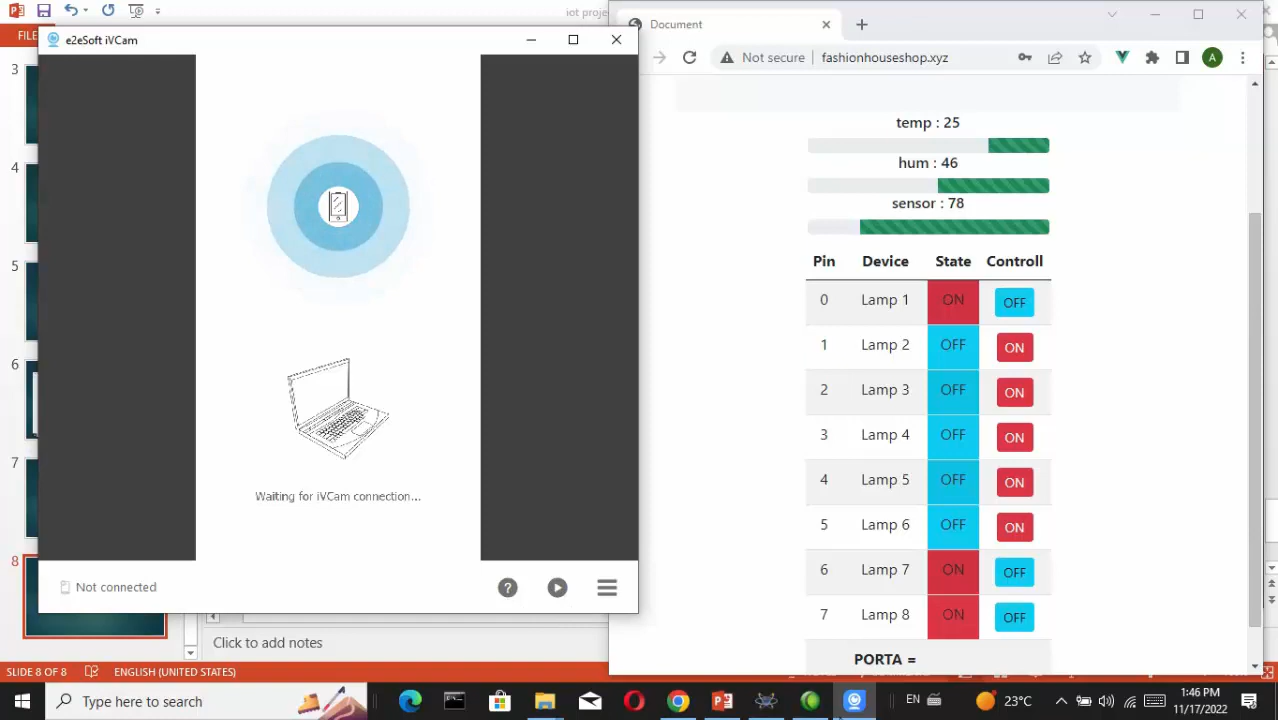 iot proje
FILE
e2eSoft iVCam
Document
Not secure
fashionhouseshop.xyz
A
3
4
5
6
7
8
Waiting for iVCam connection...
Not connected
?
temp : 25
hum : 46
sensor : 78
Pin Device State Controll
0 Lamp 1 ON OFF
1 Lamp 2 OFF ON
2 Lamp 3 OFF ON
3 Lamp 4 OFF ON
4 Lamp 5 OFF ON
5 Lamp 6 OFF ON
6 Lamp 7 ON OFF
7 Lamp 8 ON OFF
PORTA =
Click to add notes
SLIDE 8 OF 8 ENGLISH (UNITED STATES)
Type here to search
EN
23°C
1:46 PM
11/17/2022